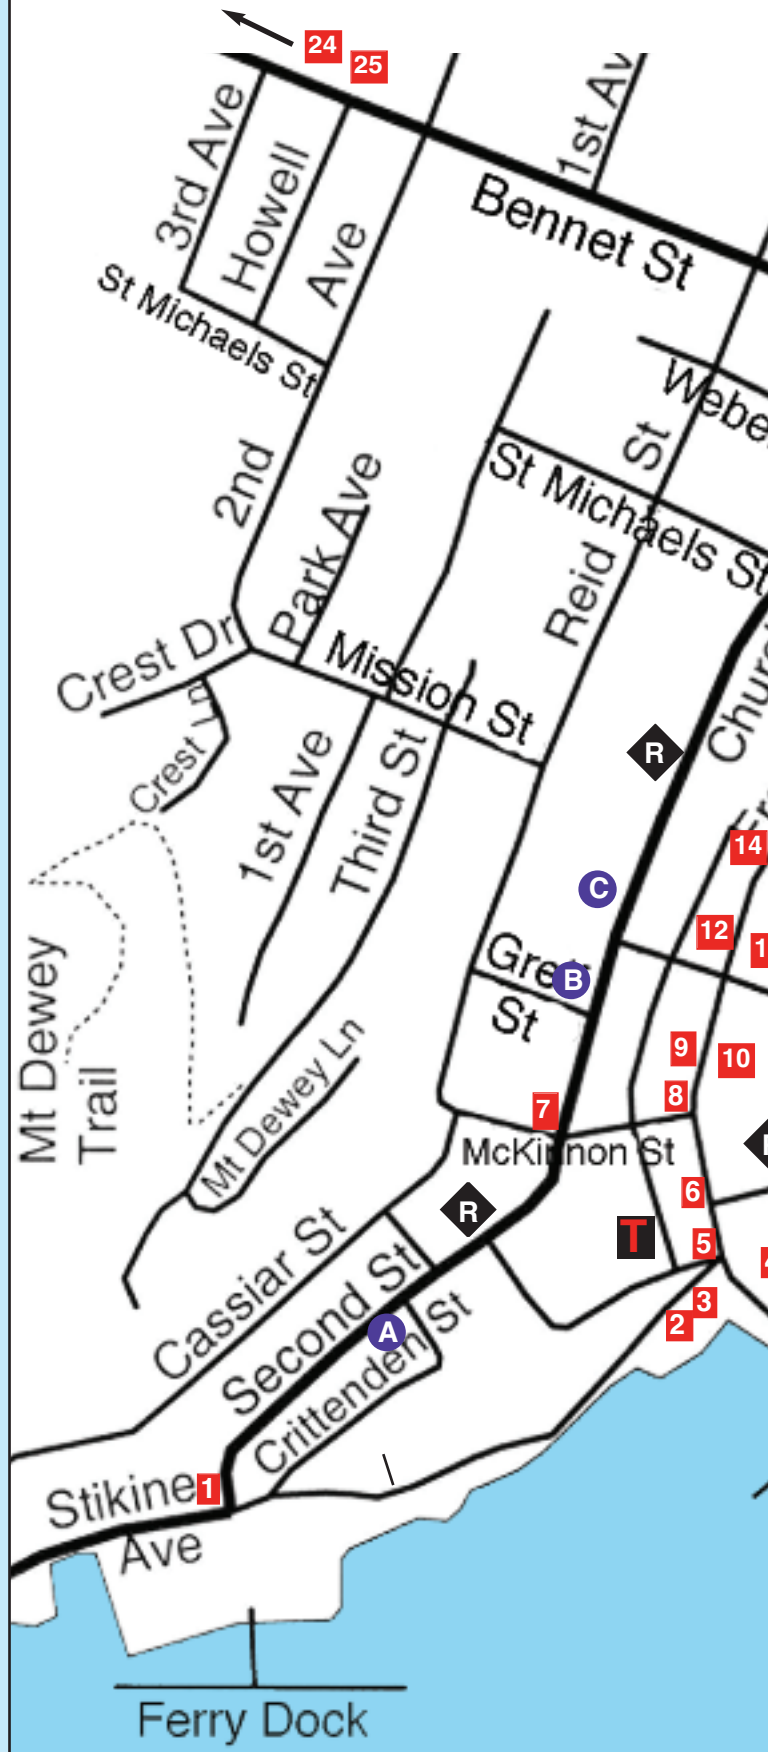 24
25
3rd Ave
Howell
Ave
1st Av
Bennet St
St Michaels St
2nd
Park Ave
St
St Michaels St
Reid
Crest Dr
Crest Ln
Mission St
R
1st Ave
Third St
14
C
12
B
St
Mt Dewey
Trail
9
10
8
7
Mt Dewey Ln
McKinnon St
6
R
T
5
Cassiar St
Second St
3
2
A
Crittenden St
1
Stikine
Ave
Ferry Dock